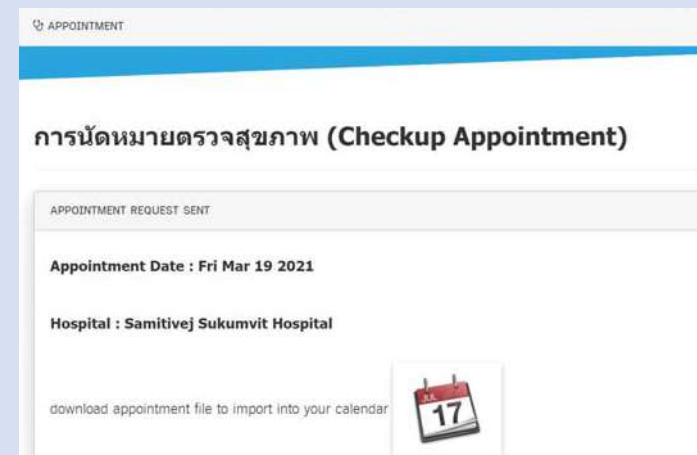 APPOINTMENT
การนัดหมายตรวจสุขภาพ (Checkup Appointment)
APPOINTMENT REQUEST SENT
Appointment Date : Fri Mar 19 2021
Hospital : Samitivej Sukumvit Hospital
download appointment file to import into your calendar
JUL
17